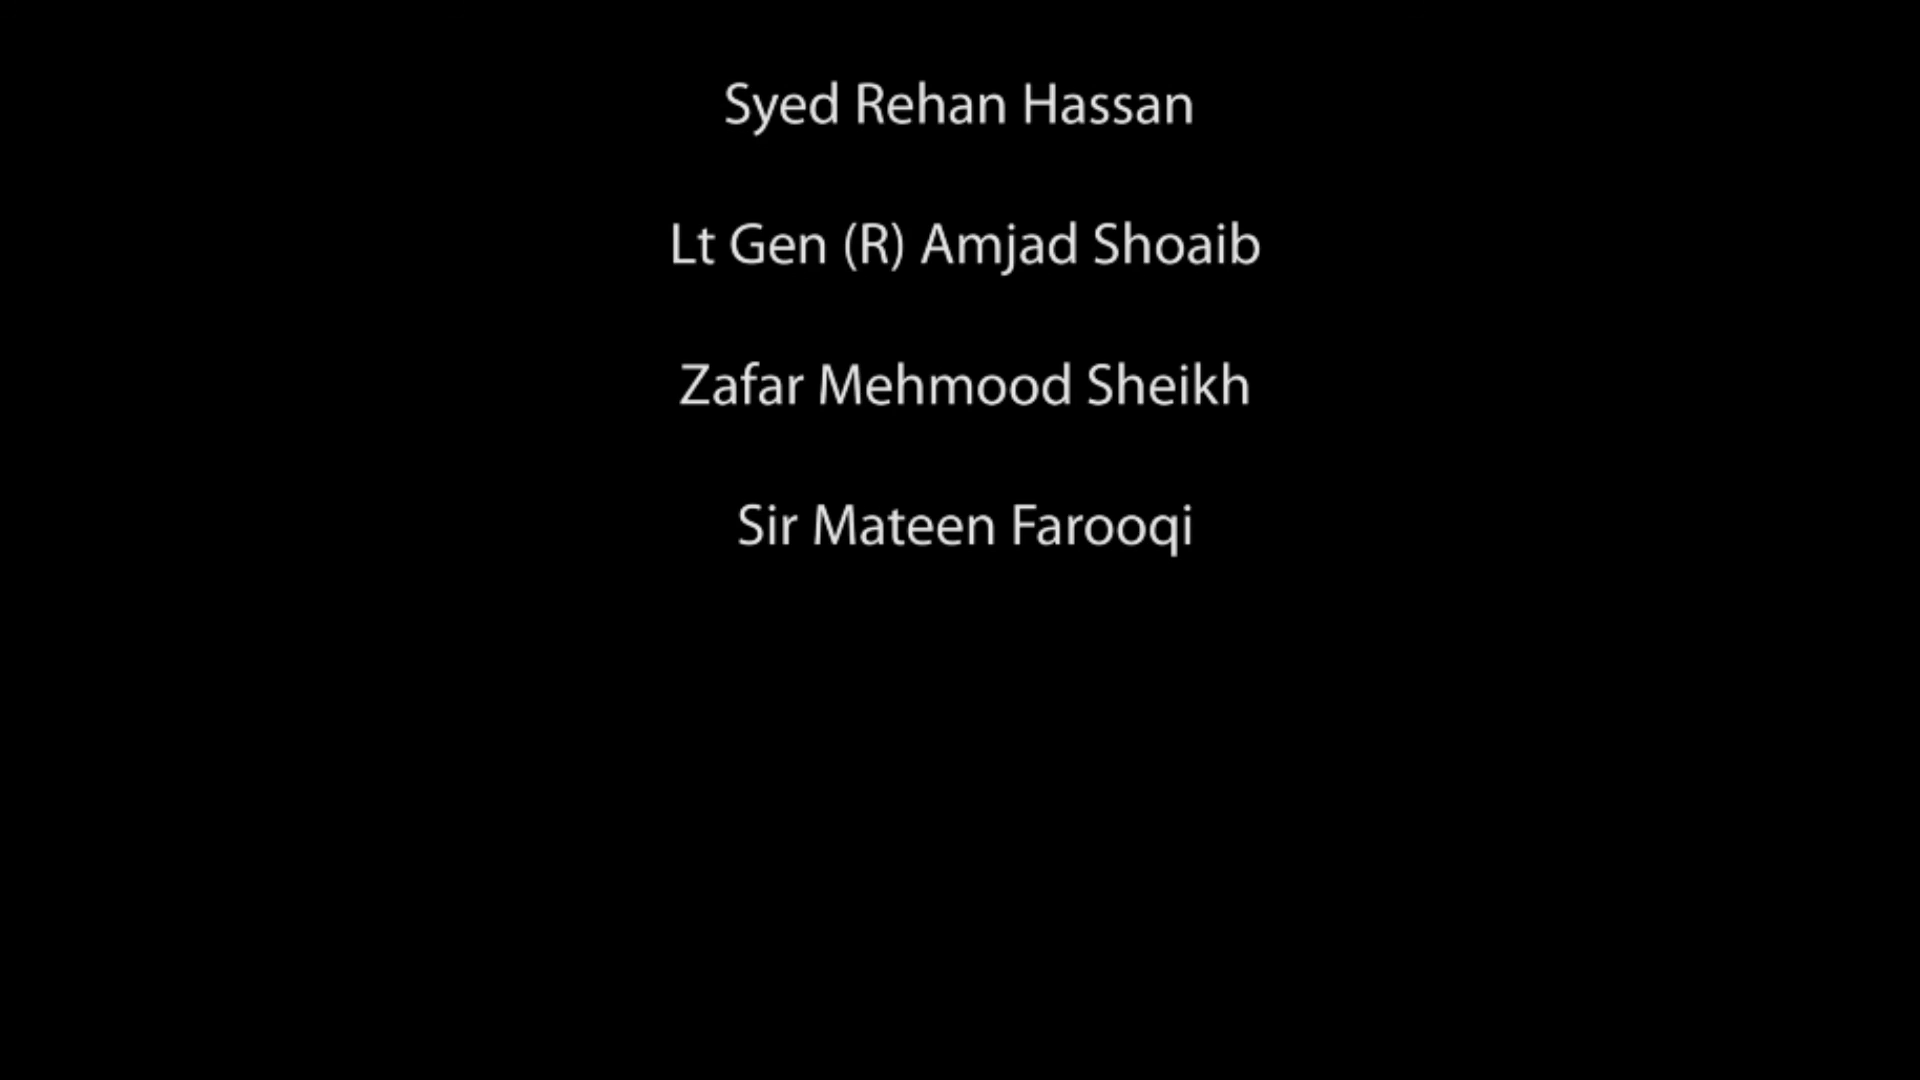 Syed Rehan Hassan
Lt Gen (R) Amjad Shoaib
Zafar Mehmood Sheikh
Sir Mateen Farooqi